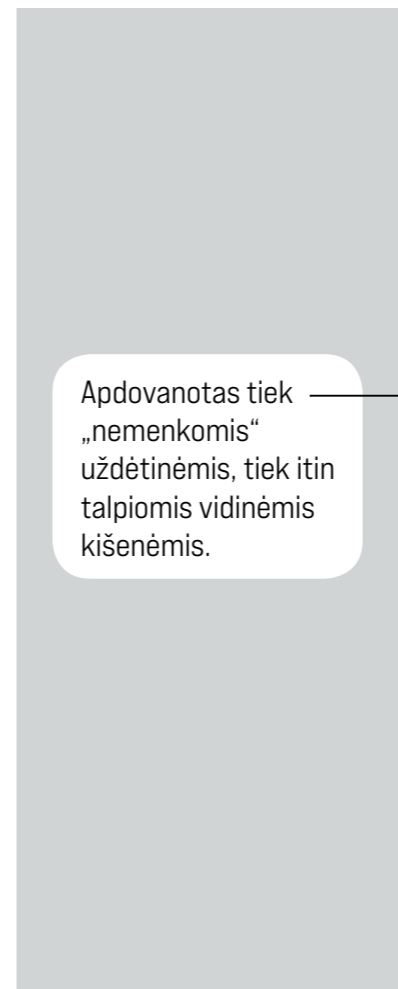 Apdovanotas tiek
„nemenkomis“
uždėtinėmis, tiek itin
talpiomis vidinėmis
kišenėmis.